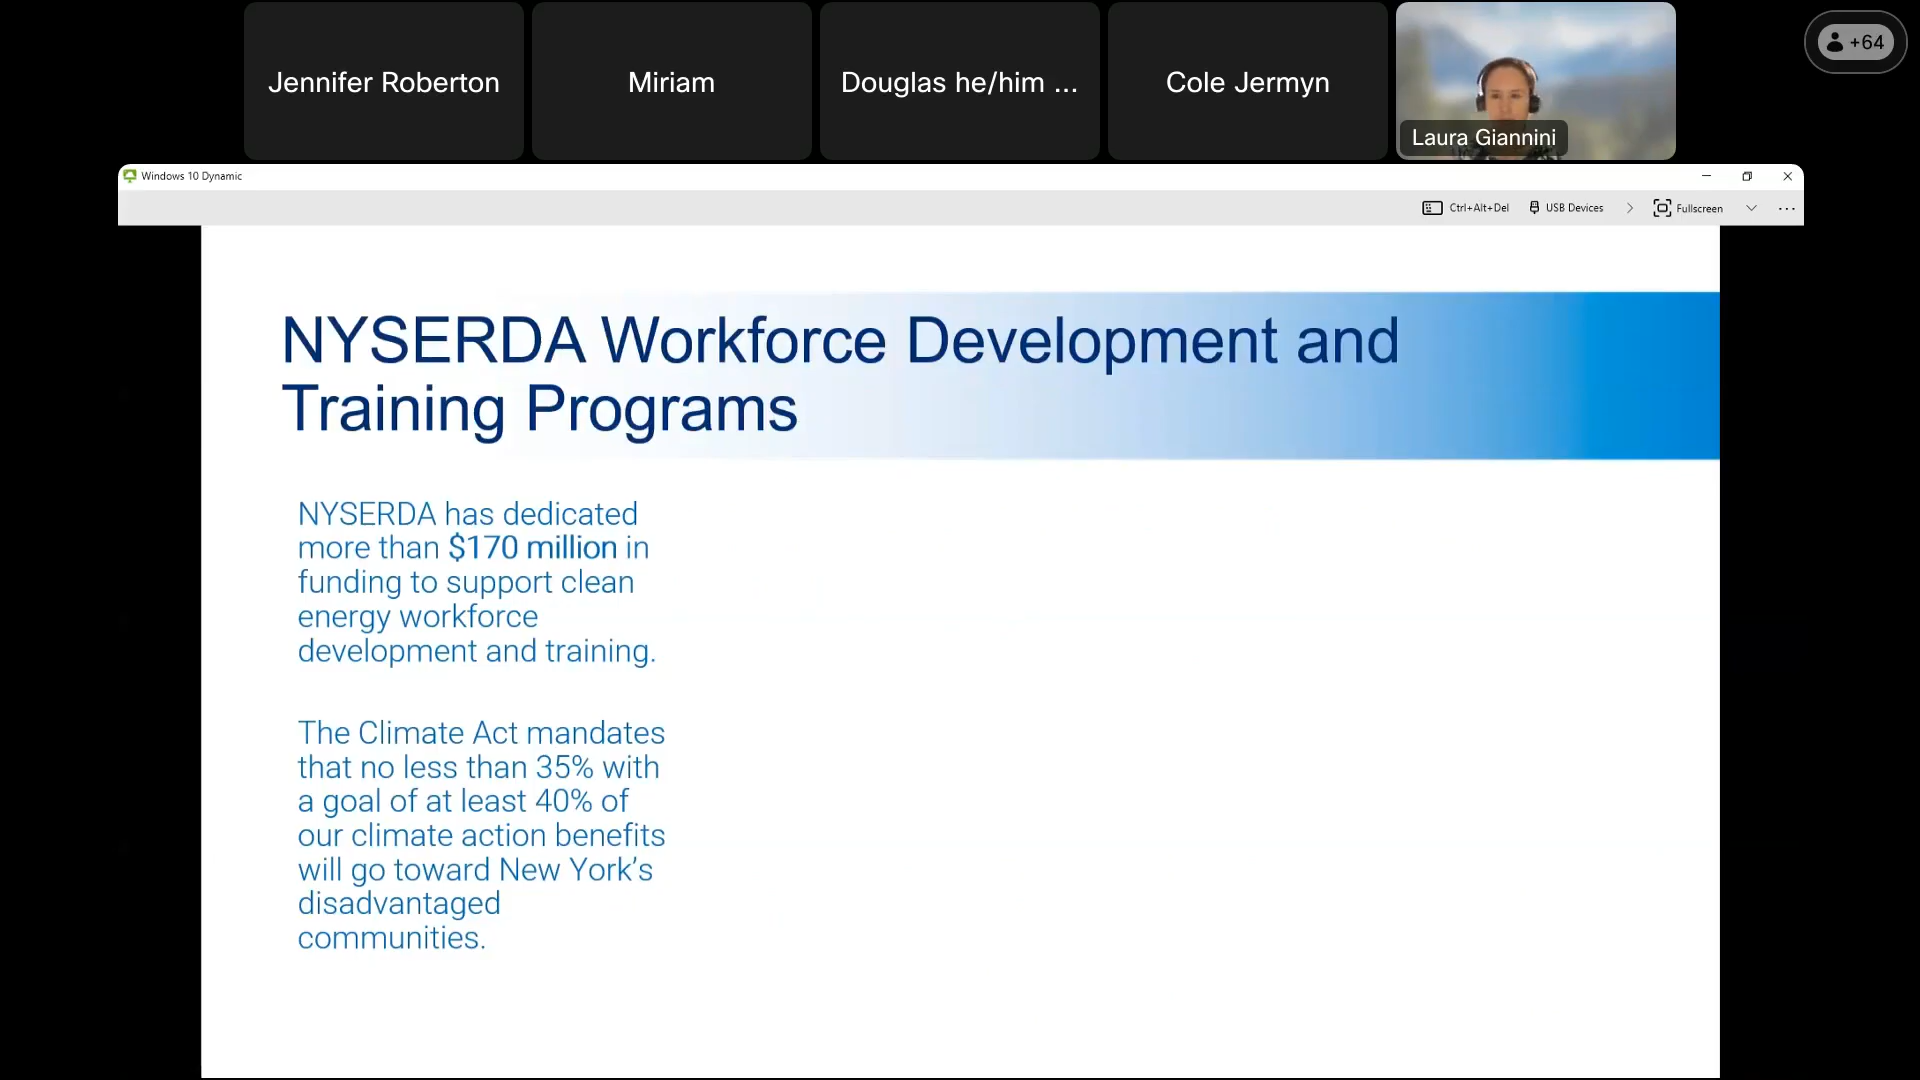 Jennifer Roberton
Miriam
Douglas he/him ...
Cole Jermyn
Laura Giannini
+64
Windows 10 Dynamic
Ctrl+Alt+Del
USB Devices
Fullscreen
NYSERDA Workforce Development and
Training Programs
NYSERDA has dedicated
more than $170 million in
funding to support clean
energy workforce
development and training.
The Climate Act mandates
that no less than 35% with
a goal of at least 40% of
our climate action benefits
will go toward New York’s
disadvantaged
communities.